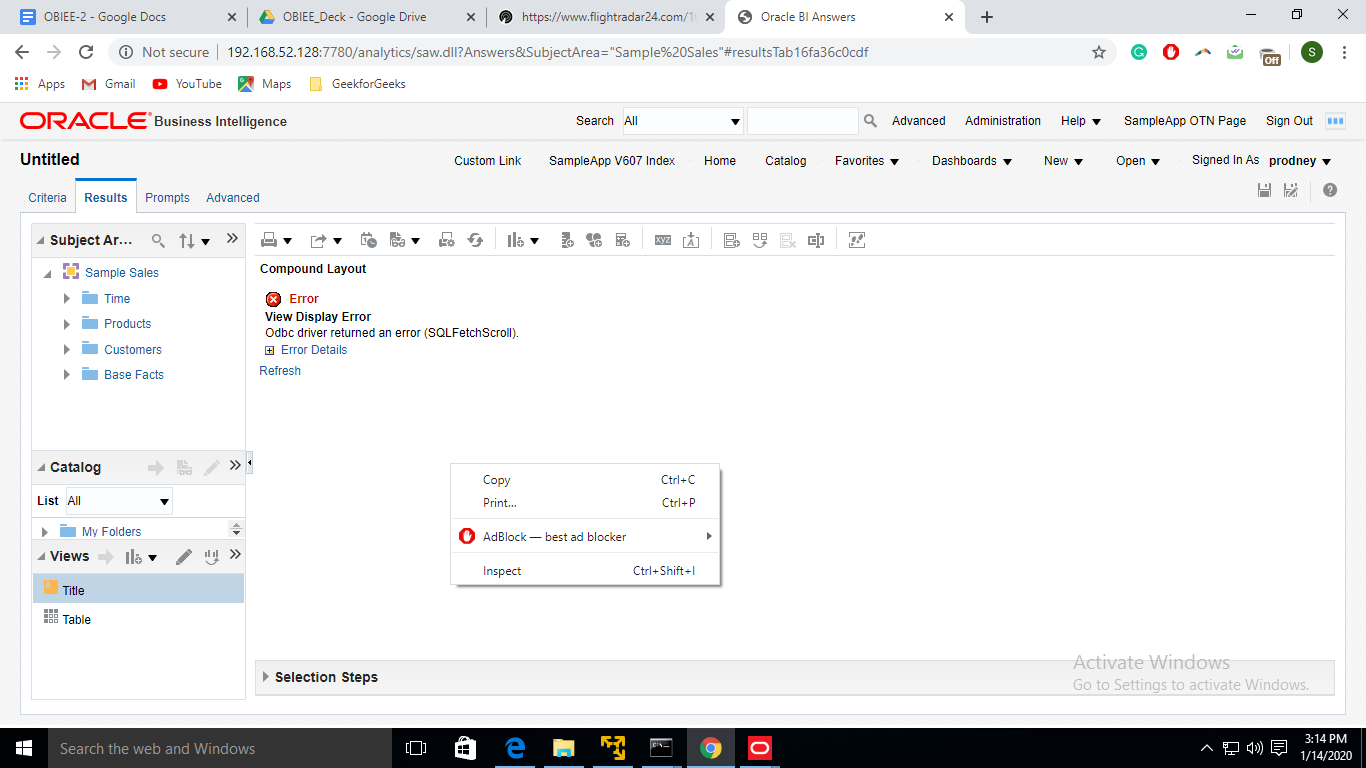 OBIEE-2 - Google Docs
OBIEE_Deck - Google Drive
https://www.flightradar24.com/1
Oracle BI Answers
Not secure
192.168.52.128:7780/analytics/saw.dll?Answers&SubjectArea="Sample%20Sales"#resultsTab16fa36c0cdf
Off
S
Apps
Gmail
YouTube
Maps
GeekforGeeks
ORACLE Business Intelligence
Search
All
Advanced
Administration
Help
SampleApp OTN Page
Sign Out
Untitled
Custom Link
SampleApp V607 Index
Home
Catalog
Favorites
Dashboards
New
Open
Signed In As prodney
Criteria
Results
Prompts
Advanced
Subject Ar...
Sample Sales
Time
Products
Customers
Base Facts
XYZ
Compound Layout
Error
View Display Error
Odbc driver returned an error (SQLFetchScroll).
Error Details
Refresh
Catalog
List All
My Folders
Views
Title
Table
Copy Ctrl+C
Print... Ctrl+P
AdBlock — best ad blocker
Inspect Ctrl+Shift+I
Selection Steps
Activate Windows
Go to Settings to activate Windows.
Search the web and Windows
3:14 PM
1/14/2020